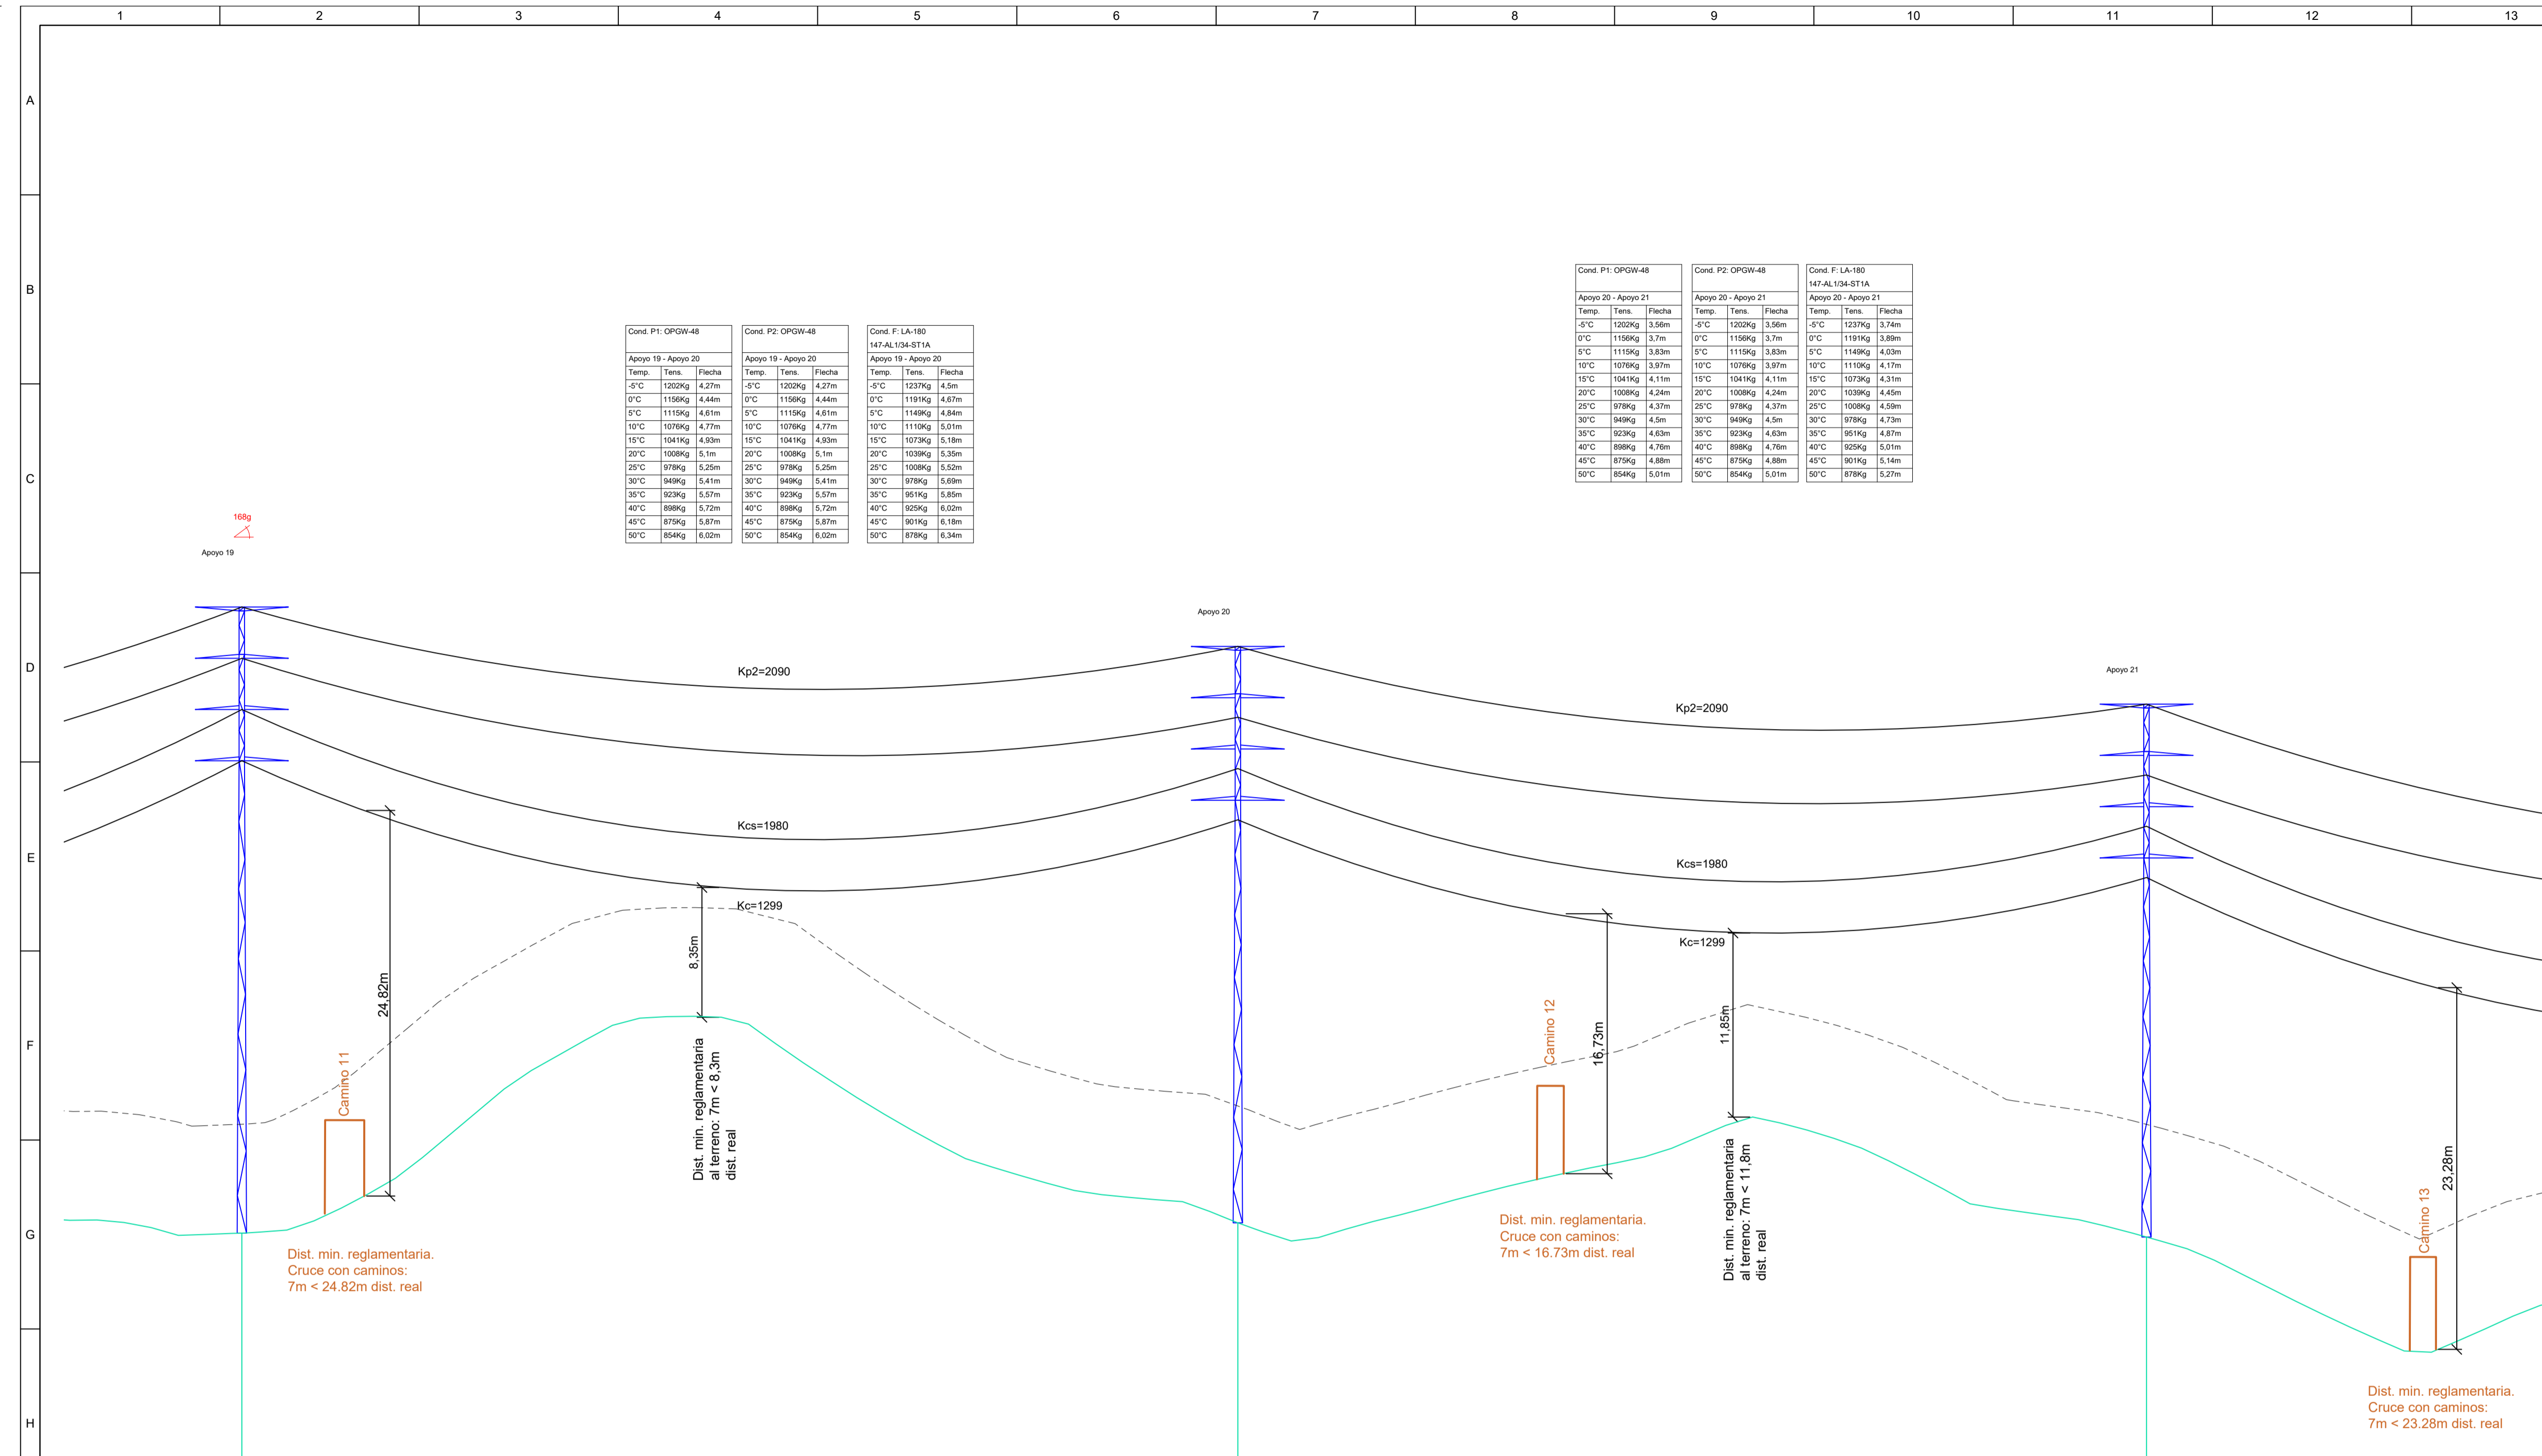 1 2 3 4 5 6 7 8 9 10 11 12 13
A
B
C
D
E
F
G
H
Cond. P1: OPGW-48
Apoyo 19 - Apoyo 20
Temp. Tens. Flecha
-5°C 1202Kg 4,27m
0°C 1156Kg 4,44m
5°C 1115Kg 4,61m
10°C 1076Kg 4,77m
15°C 1041Kg 4,93m
20°C 1008Kg 5,1m
25°C 978Kg 5,25m
30°C 949Kg 5,41m
35°C 923Kg 5,57m
40°C 898Kg 5,72m
45°C 875Kg 5,87m
50°C 854Kg 6,02m
Cond. P2: OPGW-48
Apoyo 19 - Apoyo 20
Temp. Tens. Flecha
-5°C 1202Kg 4,27m
0°C 1156Kg 4,44m
5°C 1115Kg 4,61m
10°C 1076Kg 4,77m
15°C 1041Kg 4,93m
20°C 1008Kg 5,1m
25°C 978Kg 5,25m
30°C 949Kg 5,41m
35°C 923Kg 5,57m
40°C 898Kg 5,72m
45°C 875Kg 5,87m
50°C 854Kg 6,02m
Cond. F: LA-180
147-AL1/34-ST1A
Apoyo 19 - Apoyo 20
Temp. Tens. Flecha
-5°C 1237Kg 4,5m
0°C 1191Kg 4,67m
5°C 1149Kg 4,84m
10°C 1110Kg 5,01m
15°C 1073Kg 5,18m
20°C 1039Kg 5,35m
25°C 1008Kg 5,52m
30°C 978Kg 5,69m
35°C 951Kg 5,85m
40°C 925Kg 6,02m
45°C 901Kg 6,18m
50°C 878Kg 6,34m
Cond. P1: OPGW-48
Apoyo 20 - Apoyo 21
Temp. Tens. Flecha
-5°C 1202Kg 3,56m
0°C 1156Kg 3,7m
5°C 1115Kg 3,83m
10°C 1076Kg 3,97m
15°C 1041Kg 4,11m
20°C 1008Kg 4,24m
25°C 978Kg 4,37m
30°C 949Kg 4,5m
35°C 923Kg 4,63m
40°C 898Kg 4,76m
45°C 875Kg 4,88m
50°C 854Kg 5,01m
Cond. P2: OPGW-48
Apoyo 20 - Apoyo 21
Temp. Tens. Flecha
-5°C 1202Kg 3,56m
0°C 1156Kg 3,7m
5°C 1115Kg 3,83m
10°C 1076Kg 3,97m
15°C 1041Kg 4,11m
20°C 1008Kg 4,24m
25°C 978Kg 4,37m
30°C 949Kg 4,5m
35°C 923Kg 4,63m
40°C 898Kg 4,76m
45°C 875Kg 4,88m
50°C 854Kg 5,01m
Cond. F: LA-180
147-AL1/34-ST1A
Apoyo 20 - Apoyo 21
Temp. Tens. Flecha
-5°C 1237Kg 3,74m
0°C 1191Kg 3,89m
5°C 1149Kg 4,03m
10°C 1110Kg 4,17m
15°C 1073Kg 4,31m
20°C 1039Kg 4,45m
25°C 1008Kg 4,59m
30°C 978Kg 4,73m
35°C 951Kg 4,87m
40°C 925Kg 5,01m
45°C 901Kg 5,14m
50°C 878Kg 5,27m
168g
Apoyo 19
Apoyo 20
Apoyo 21
Kp2=2090
Kp2=2090
Kcs=1980
Kcs=1980
Kc=1299
Kc=1299
24,82m
Camino 11
Dist. min. reglamentaria.
Cruce con caminos:
7m < 24.82m dist. real
8,35m
Dist. min. reglamentaria
al terreno: 7m < 8,3m
dist. real
Camino 12
16,73m
Dist. min. reglamentaria.
Cruce con caminos:
7m < 16.73m dist. real
11,85m
Dist. min. reglamentaria
al terreno: 7m < 11,8m
dist. real
Camino 13
23,28m
Dist. min. reglamentaria.
Cruce con caminos:
7m < 23.28m dist. real